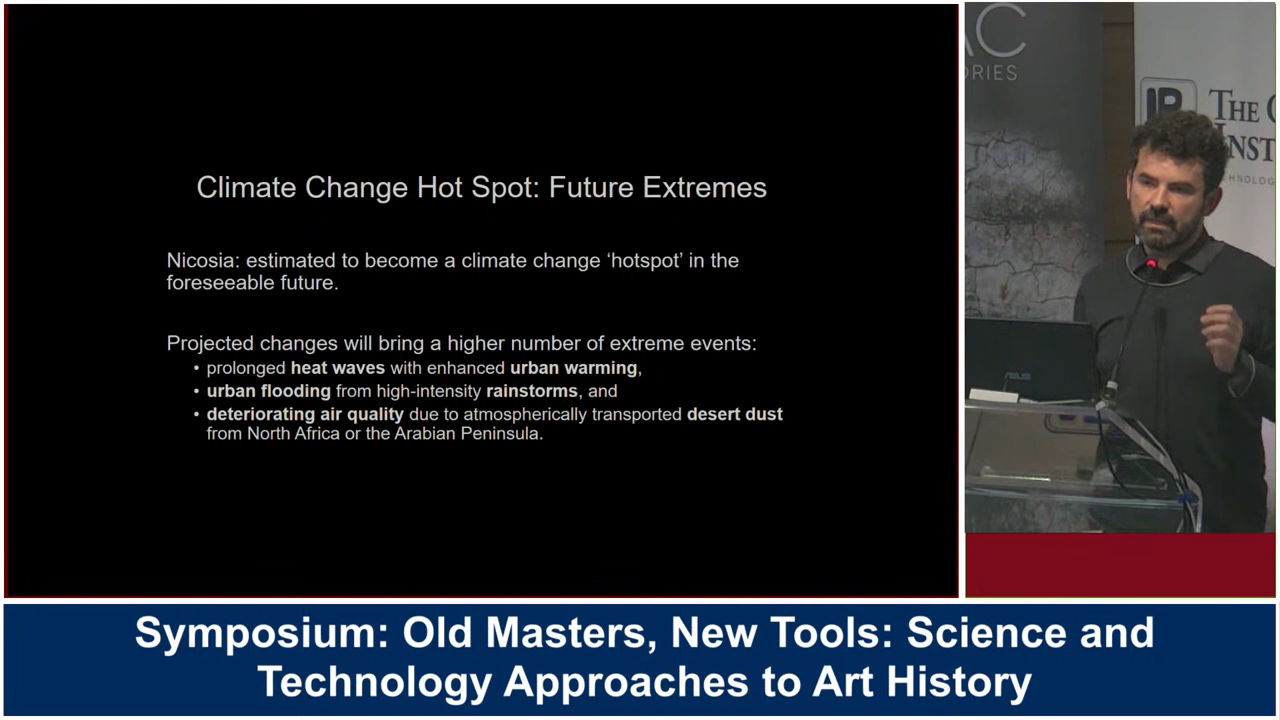 Climate Change Hot Spot: Future Extremes
Nicosia: estimated to become a climate change ‘hotspot’ in the
foreseeable future.
Projected changes will bring a higher number of extreme events:
• prolonged heat waves with enhanced urban warming,
• urban flooding from high-intensity rainstorms, and
• deteriorating air quality due to atmospherically transported desert dust
from North Africa or the Arabian Peninsula.
THE
ASUS
Symposium: Old Masters, New Tools: Science and
Technology Approaches to Art History